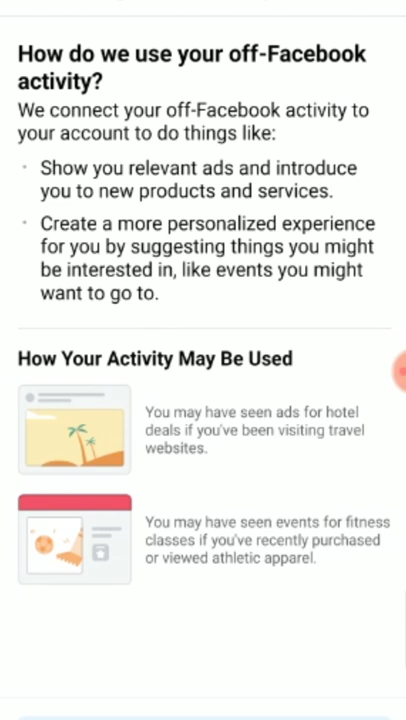 How do we use your off-Facebook
activity?
We connect your off-Facebook activity to
your account to do things like:
· Show you relevant ads and introduce
you to new products and services.
· Create a more personalized experience
for you by suggesting things you might
be interested in, like events you might
want to go to.
How Your Activity May Be Used
You may have seen ads for hotel
deals if you've been visiting travel
websites.
You may have seen events for fitness
classes if you've recently purchased
or viewed athletic apparel.